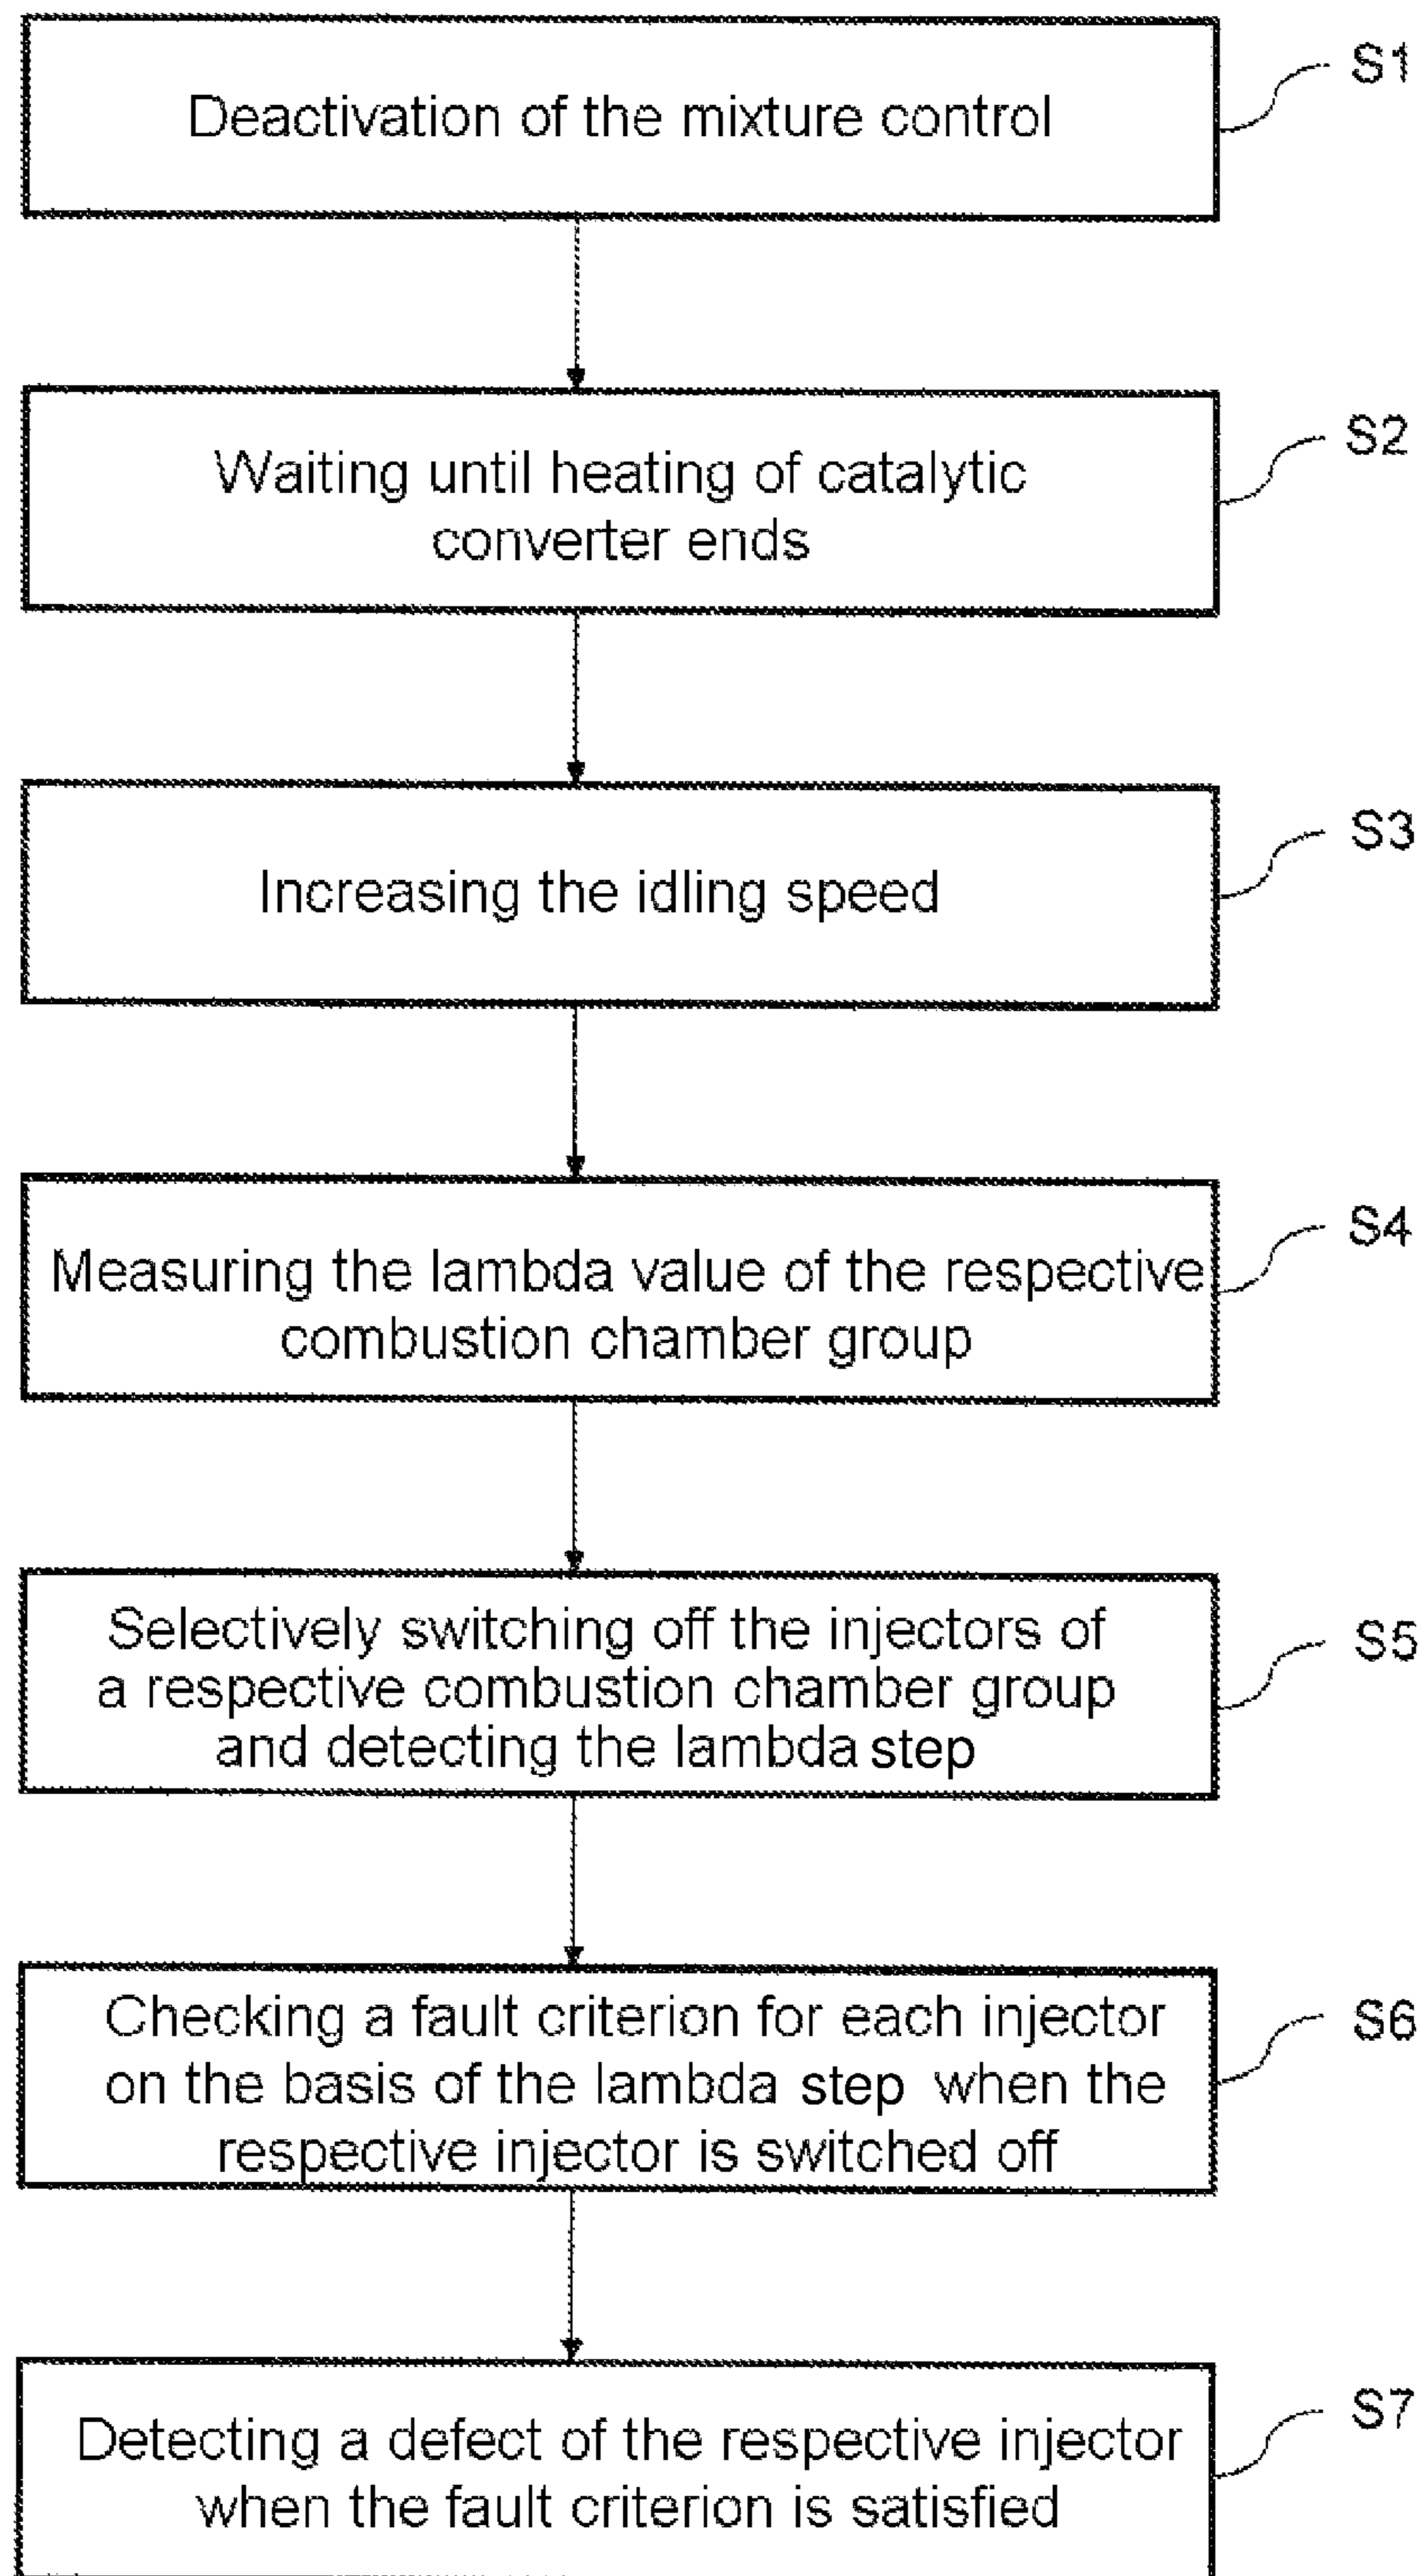 Deactivation of the mixture control
S1
Waiting until heating of catalytic
converter ends
S2
Increasing the idling speed
S3
Measuring the lambda value of the respective
combustion chamber group
S4
Selectively switching off the injectors of
a respective combustion chamber group
and detecting the lambda step
S5
Checking a fault criterion for each injector
on the basis of the lambda step when the
respective injector is switched off
S6
Detecting a defect of the respective injector
when the fault criterion is satisfied
S7